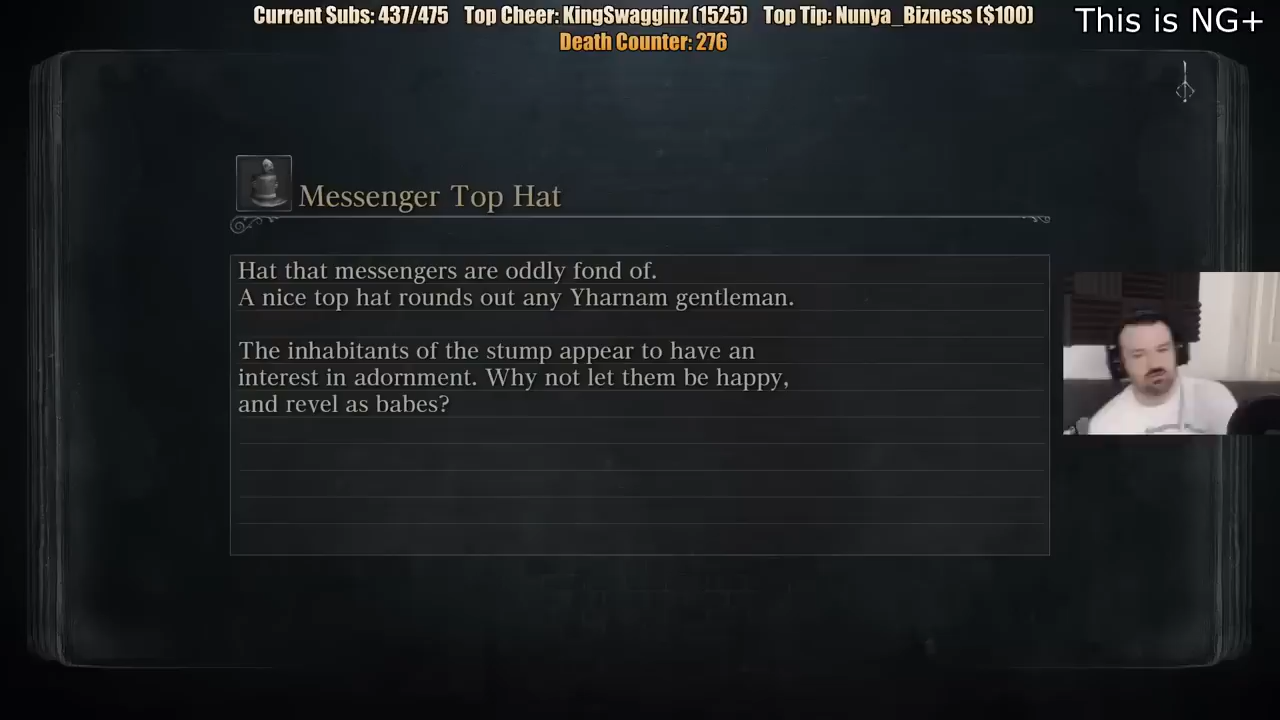 Current Subs: 437/475 Top Cheer: KingSwagginz (1525) Top Tip: Nunya_Bizness ($100)
Death Counter: 276
This is NG+
Messenger Top Hat
Hat that messengers are oddly fond of.
A nice top hat rounds out any Yharnam gentleman.
The inhabitants of the stump appear to have an
interest in adornment. Why not let them be happy,
and revel as babes?